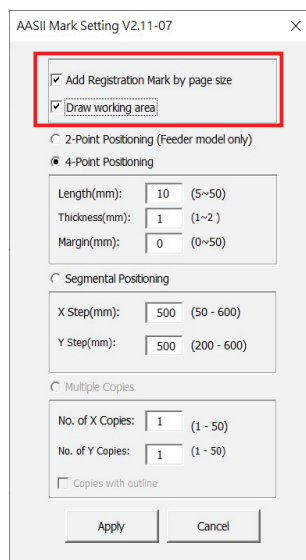 AASII Mark Setting V2.11-07
Add Registration Mark by page size
Draw working area
2-Point Positioning (Feeder model only)
4-Point Positioning
Length(mm): 10 (5~50)
Thickness(mm): 1 (1~2 )
Margin(mm): 0 (0~50)
Segmental Positioning
X Step(mm): 500 (50 - 600)
Y Step(mm): 500 (200 - 600)
Multiple Copies
No. of X Copies: 1 (1 - 50)
No. of Y Copies: 1 (1 - 50)
Copies with outline
Apply Cancel